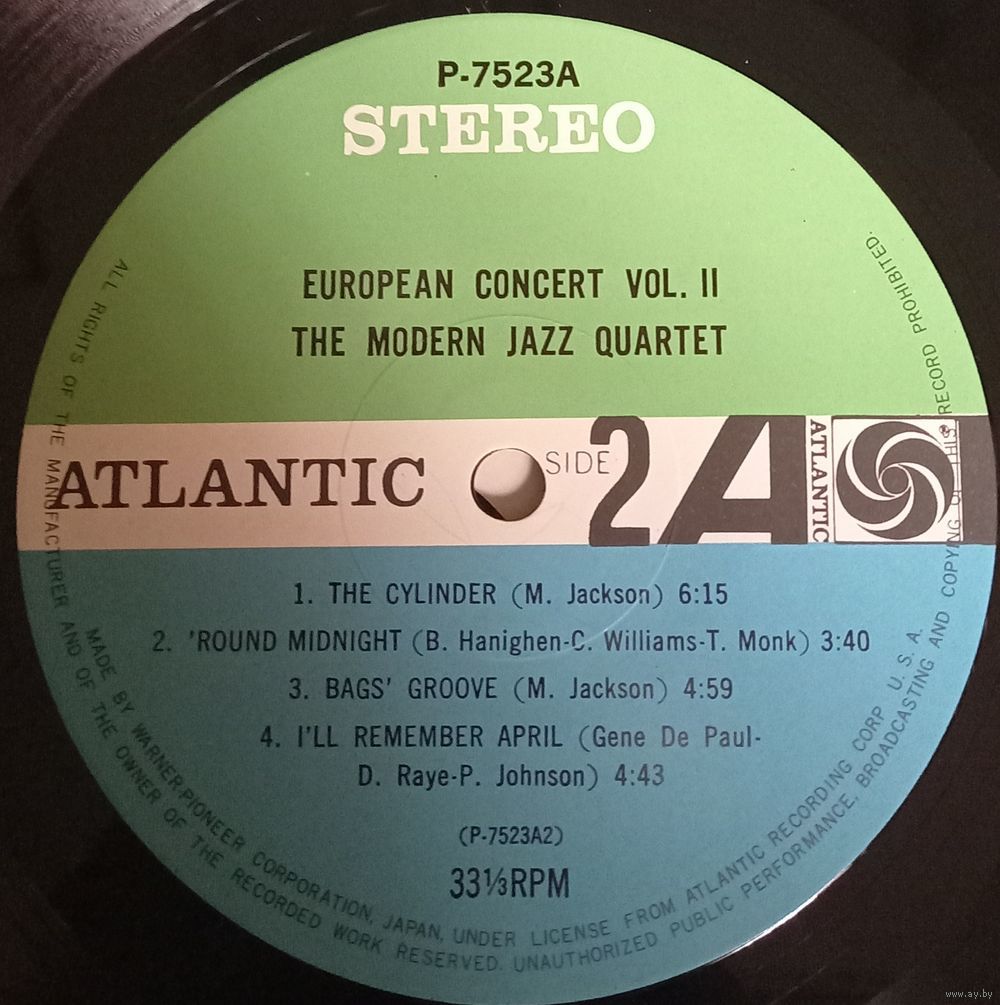 P-7523A
STEREO
EUROPEAN CONCERT VOL. II
THE MODERN JAZZ QUARTET
ATLANTIC
SIDE 2
A
ATLANTIC
1. THE CYLINDER (M. Jackson) 6:15
2. 'ROUND MIDNIGHT (B. Hanighen-C. Williams-T. Monk) 3:40
3. BAGS' GROOVE (M. Jackson) 4:59
4. I'LL REMEMBER APRIL (Gene De Paul-
D. Raye-P. Johnson) 4:43
(P-7523A2)
33⅓RPM
MADE BY WARNER-PIONEER CORPORATION, JAPAN, UNDER LICENSE FROM ATLANTIC RECORDING CORP U. S. A.
ALL RIGHTS OF THE MANUFACTURER AND OF THE OWNER OF THE RECORDED WORK RESERVED. UNAUTHORIZED PUBLIC PERFORMANCE, BROADCASTING AND COPYING OF THIS RECORD PROHIBITED.
www.ay.by